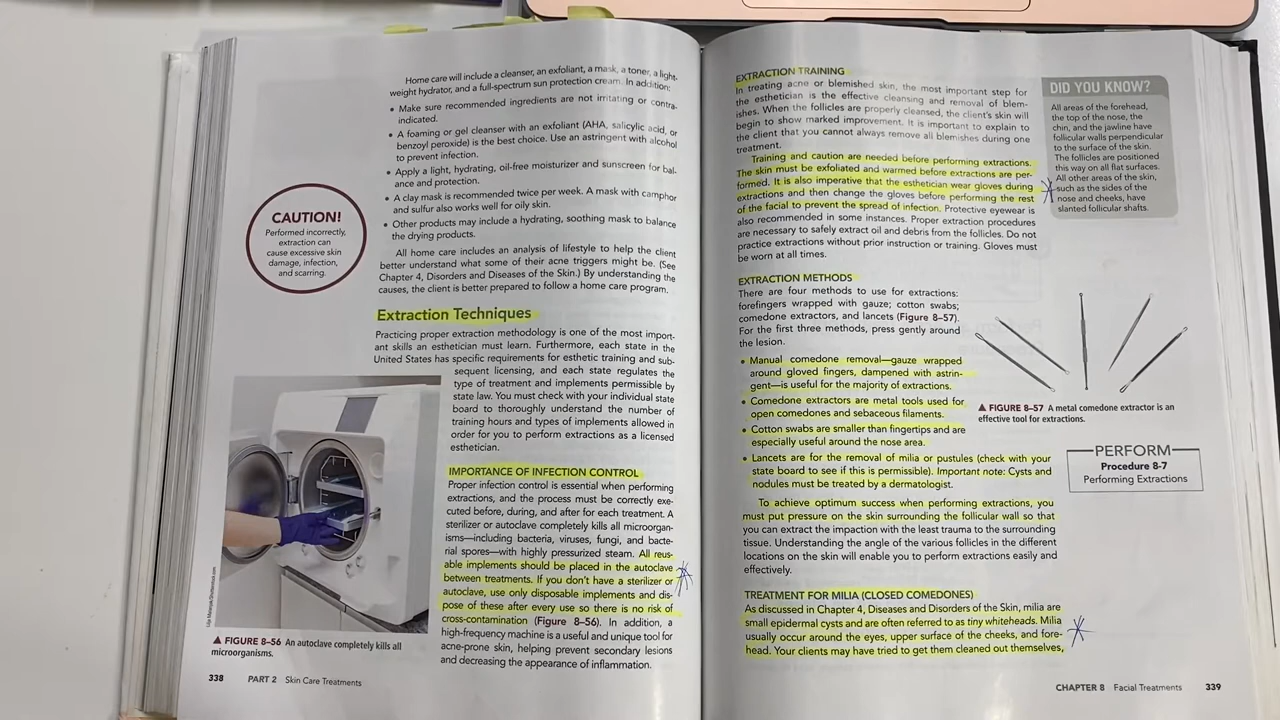 Home care will include a cleanser, an exfoliant, a mask, a toner, a light-
weight hydrator, and a full-spectrum sun protection cream. In addition:
• Make sure recommended ingredients are not irritating or contra-
indicated.
• A foaming or gel cleanser with an exfoliant (AHA, salicylic acid, or
benzoyl peroxide) is the best choice. Use an astringent with alcohol
to prevent infection.
• Apply a light, hydrating, oil-free moisturizer and sunscreen for bal-
ance and protection.
• A clay mask is recommended twice per week. A mask with camphor
and sulfur also works well for oily skin.
• Other products may include a hydrating, soothing mask to balance
the drying products.
All home care includes an analysis of lifestyle to help the client
better understand what some of their acne triggers might be. (See
Chapter 4, Disorders and Diseases of the Skin.) By understanding the
causes, the client is better prepared to follow a home care program.
CAUTION!
Performed incorrectly,
extraction can
cause excessive skin
damage, infection,
and scarring.
Extraction Techniques
Practicing proper extraction methodology is one of the most import-
ant skills an esthetician must learn. Furthermore, each state in the
United States has specific requirements for esthetic training and sub-
sequent licensing, and each state regulates the
type of treatment and implements permissible by
state law. You must check with your individual state
board to thoroughly understand the number of
training hours and types of implements allowed in
order for you to perform extractions as a licensed
esthetician.
IMPORTANCE OF INFECTION CONTROL
Proper infection control is essential when performing
extractions, and the process must be correctly exe-
cuted before, during, and after for each treatment. A
sterilizer or autoclave completely kills all microorgan-
isms—including bacteria, viruses, fungi, and bacte-
rial spores—with highly pressurized steam. All reus-
able implements should be placed in the autoclave
between treatments. If you don't have a sterilizer or
autoclave, use only disposable implements and dis-
pose of these after every use so there is no risk of
cross-contamination (Figure 8–56). In addition, a
high-frequency machine is a useful and unique tool for
acne-prone skin, helping prevent secondary lesions
and decreasing the appearance of inflammation.
▲ FIGURE 8–56 An autoclave completely kills all
microorganisms.
338 PART 2 Skin Care Treatments
EXTRACTION TRAINING
In treating acne or blemished skin, the most important step for
the esthetician is the effective cleansing and removal of blem-
ishes. When the follicles are properly cleansed, the client's skin will
begin to show marked improvement. It is important to explain to
the client that you cannot always remove all blemishes during one
treatment.
Training and caution are needed before performing extractions.
The skin must be exfoliated and warmed before extractions are per-
formed. It is also imperative that the esthetician wear gloves during
extractions and then change the gloves before performing the rest
of the facial to prevent the spread of infection. Protective eyewear is
also recommended in some instances. Proper extraction procedures
are necessary to safely extract oil and debris from the follicles. Do not
practice extractions without prior instruction or training. Gloves must
be worn at all times.
DID YOU KNOW?
All areas of the forehead,
the top of the nose, the
chin, and the jawline have
follicular walls perpendicular
to the surface of the skin.
The follicles are positioned
this way on all flat surfaces.
All other areas of the skin,
such as the sides of the
nose and cheeks, have
slanted follicular shafts.
EXTRACTION METHODS
There are four methods to use for extractions:
forefingers wrapped with gauze; cotton swabs;
comedone extractors, and lancets (Figure 8–57).
For the first three methods, press gently around
the lesion.
• Manual comedone removal—gauze wrapped
around gloved fingers, dampened with astrin-
gent—is useful for the majority of extractions.
• Comedone extractors are metal tools used for
open comedones and sebaceous filaments.
• Cotton swabs are smaller than fingertips and are
especially useful around the nose area.
• Lancets are for the removal of milia or pustules (check with your
state board to see if this is permissible). Important note: Cysts and
nodules must be treated by a dermatologist.
▲ FIGURE 8–57 A metal comedone extractor is an
effective tool for extractions.
PERFORM
Procedure 8-7
Performing Extractions
To achieve optimum success when performing extractions, you
must put pressure on the skin surrounding the follicular wall so that
you can extract the impaction with the least trauma to the surrounding
tissue. Understanding the angle of the various follicles in the different
locations on the skin will enable you to perform extractions easily and
effectively.
TREATMENT FOR MILIA (CLOSED COMEDONES)
As discussed in Chapter 4, Diseases and Disorders of the Skin, milia are
small epidermal cysts and are often referred to as tiny whiteheads. Milia
usually occur around the eyes, upper surface of the cheeks, and fore-
head. Your clients may have tried to get them cleaned out themselves,
CHAPTER 8 Facial Treatments 339